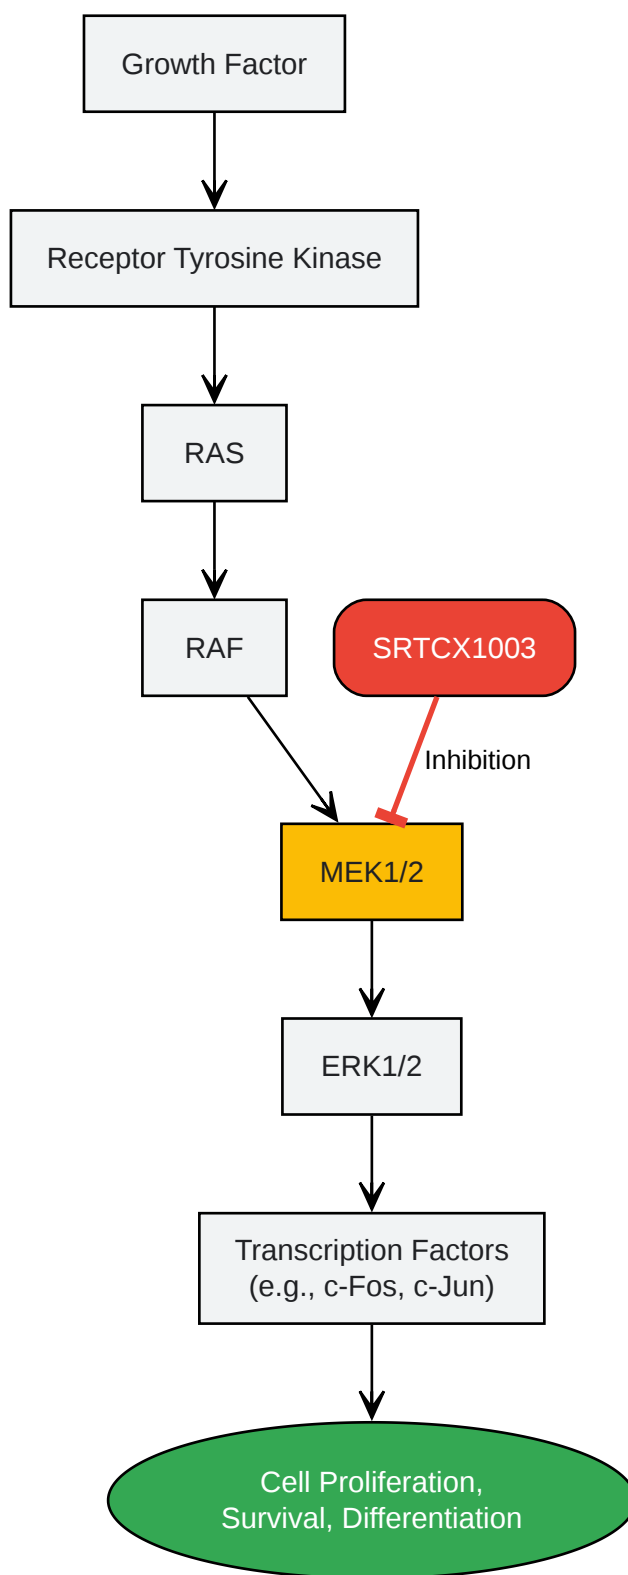 Growth Factor
Receptor Tyrosine Kinase
RAS
RAF
SRTCX1003
Inhibition
MEK1/2
ERK1/2
Transcription Factors
(e.g., c-Fos, c-Jun)
Cell Proliferation,
Survival, Differentiation